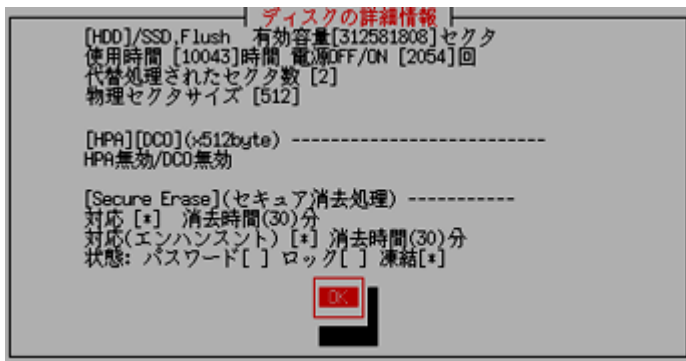 ディスクの詳細情報
[HDD]/SSD,Flush 有効容量[312581808]セクタ
使用時間 [10043]時間 電源OFF/ON [2054]回
代替処理されたセクタ数 [2]
物理セクタサイズ [512]
[HPA][DCO](x512byte) --------------------------
HPA無効/DCO無効
[Secure Erase](セキュア消去処理) -----------
対応 [*] 消去時間(30)分
対応(エンハンスント) [*] 消去時間(30)分
状態: パスワード[ ] ロック[ ] 凍結[*]
OK